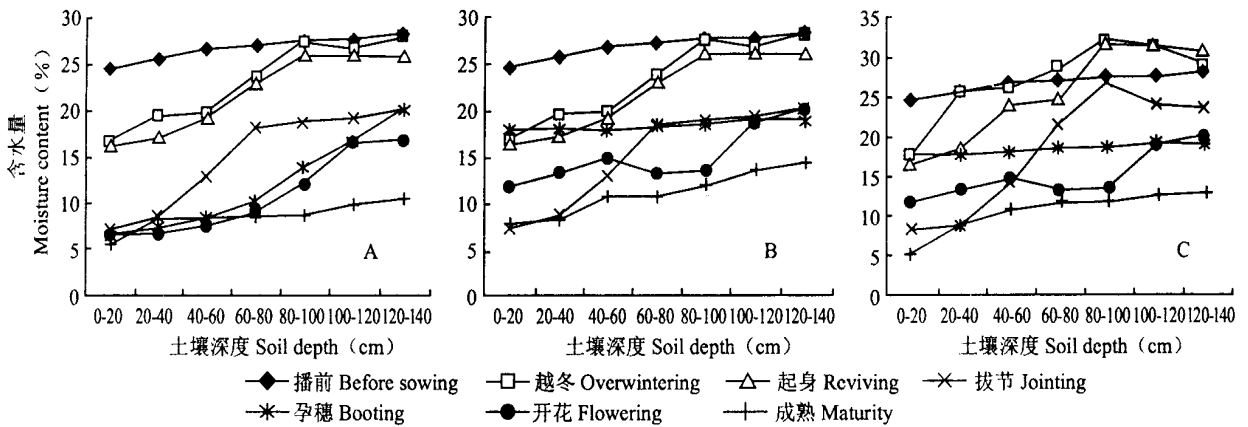 含水量
Moisture content（%）
30
25
20
15
10
5
0
A
0-20 20-40 40-60 60-80 80-100 100-120 120-140
土壤深度 Soil depth（cm）
30
25
20
15
10
5
0
B
0-20 20-40 40-60 60-80 80-100 100-120 120-140
土壤深度 Soil depth（cm）
35
30
25
20
15
10
5
0
C
0-20 20-40 40-60 60-80 80-100 100-120 120-140
土壤深度 Soil depth（cm）
播前 Before sowing 越冬 Overwintering 起身 Reviving 拔节 Jointing
孕穗 Booting 开花 Flowering 成熟 Maturity